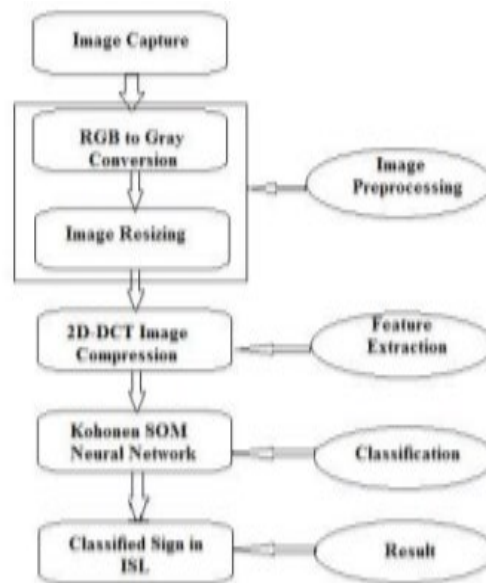 Image Capture
RGB to Gray
Conversion
Image
Preprocessing
Image Resizing
2D-DCT Image
Compression
Feature
Extraction
Kohonen SOM
Neural Network
Classification
Classified Sign in
ISL
Result